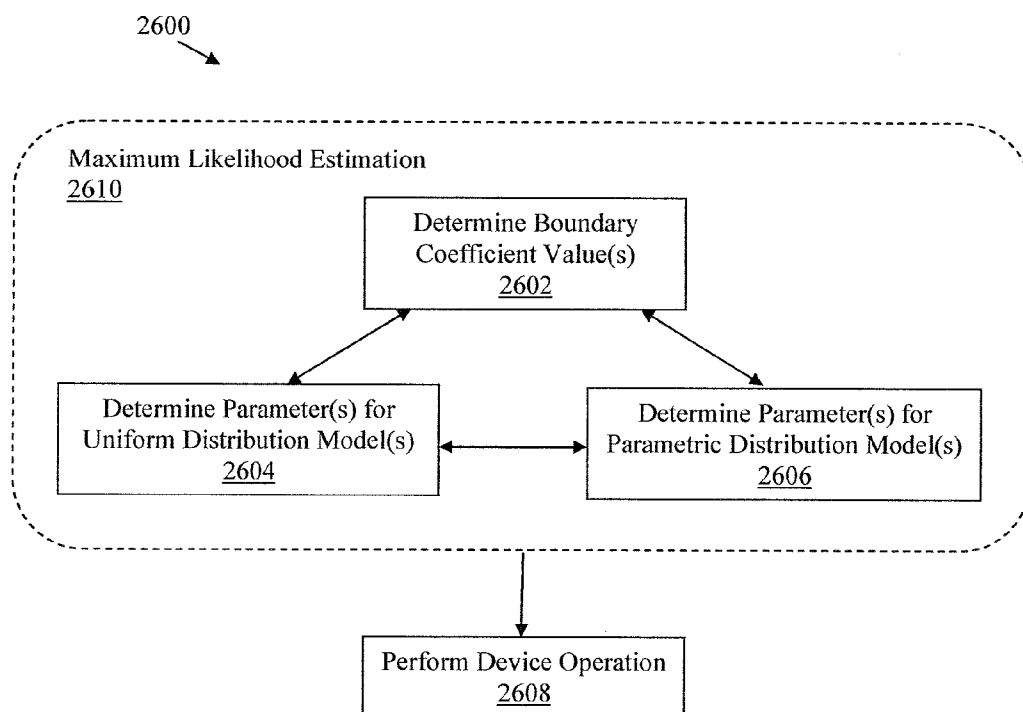 2600
Maximum Likelihood Estimation
2610
Determine Boundary
Coefficient Value(s)
2602
Determine Parameter(s) for
Uniform Distribution Model(s)
2604
Determine Parameter(s) for
Parametric Distribution Model(s)
2606
Perform Device Operation
2608